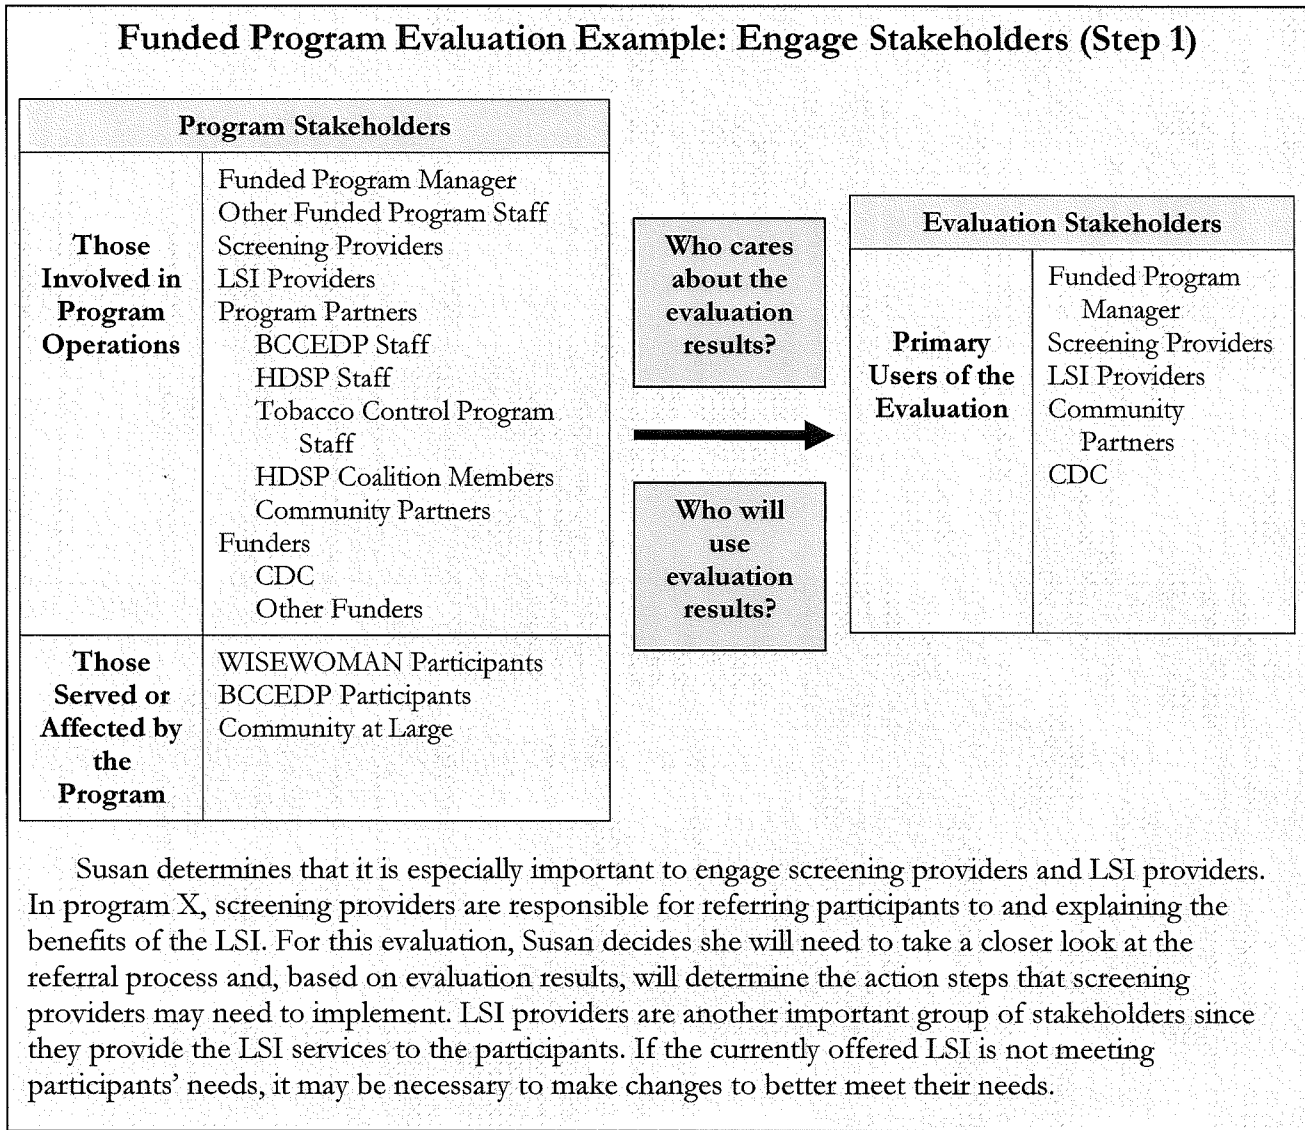 Funded Program Evaluation Example: Engage Stakeholders (Step 1)
Program Stakeholders
Those
Involved in
Program
Operations
Funded Program Manager
Other Funded Program Staff
Screening Providers
LSI Providers
Program Partners
BCCEDP Staff
HDSP Staff
Tobacco Control Program
Staff
HDSP Coalition Members
Community Partners
Funders
CDC
Other Funders
Those
Served or
Affected by
the
Program
WISEWOMAN Participants
BCCEDP Participants
Community at Large
Who cares
about the
evaluation
results?
Who will
use
evaluation
results?
Evaluation Stakeholders
Primary
Users of the
Evaluation
Funded Program
Manager
Screening Providers
LSI Providers
Community
Partners
CDC
Susan determines that it is especially important to engage screening providers and LSI providers.
In program X, screening providers are responsible for referring participants to and explaining the
benefits of the LSI. For this evaluation, Susan decides she will need to take a closer look at the
referral process and, based on evaluation results, will determine the action steps that screening
providers may need to implement. LSI providers are another important group of stakeholders since
they provide the LSI services to the participants. If the currently offered LSI is not meeting
participants' needs, it may be necessary to make changes to better meet their needs.